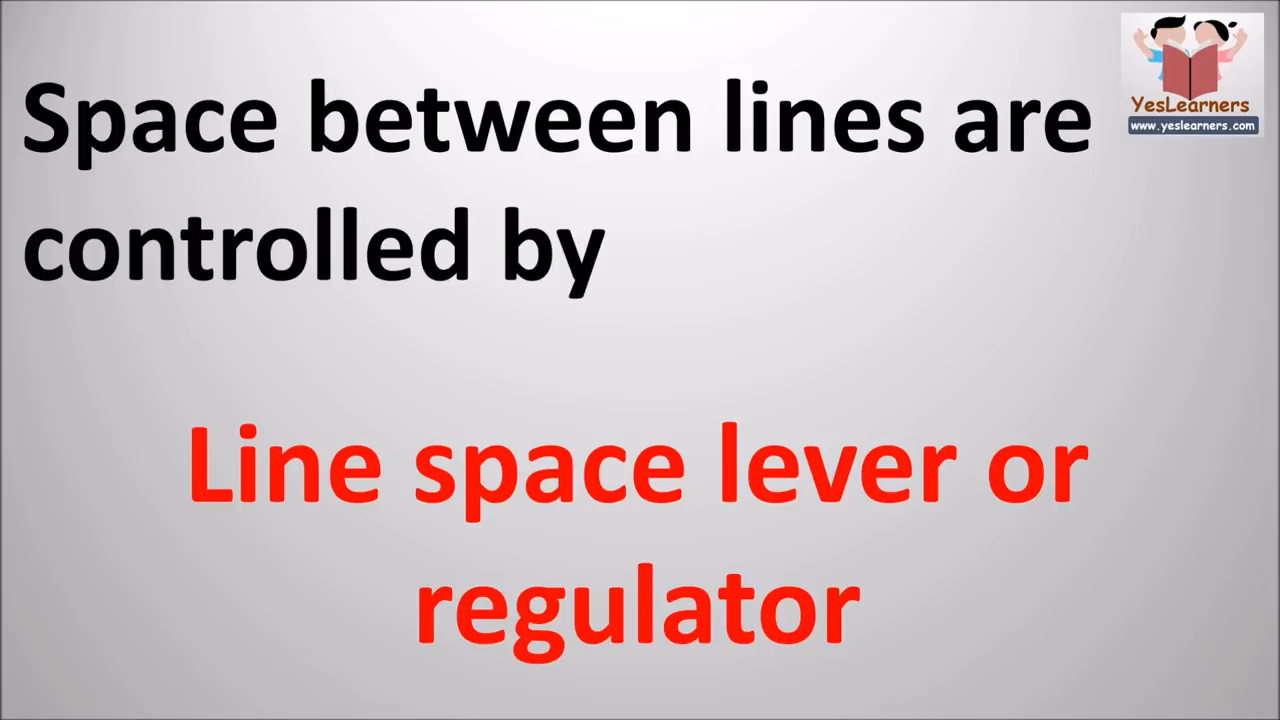 Space between lines are
controlled by
Line space lever or
regulator
YesLearners
www.yeslearners.com